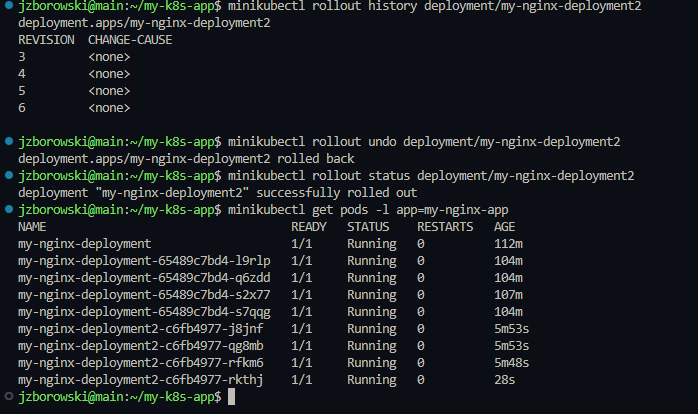 jzborowski@main:~/my-k8s-app$ minikubectl rollout history deployment/my-nginx-deployment2
deployment.apps/my-nginx-deployment2
REVISION  CHANGE-CAUSE
3         <none>
4         <none>
5         <none>
6         <none>

jzborowski@main:~/my-k8s-app$ minikubectl rollout undo deployment/my-nginx-deployment2
deployment.apps/my-nginx-deployment2 rolled back
jzborowski@main:~/my-k8s-app$ minikubectl rollout status deployment/my-nginx-deployment2
deployment "my-nginx-deployment2" successfully rolled out
jzborowski@main:~/my-k8s-app$ minikubectl get pods -l app=my-nginx-app
NAME                                   READY   STATUS    RESTARTS   AGE
my-nginx-deployment                    1/1     Running   0          112m
my-nginx-deployment-65489c7bd4-l9rlp   1/1     Running   0          104m
my-nginx-deployment-65489c7bd4-q6zdd   1/1     Running   0          104m
my-nginx-deployment-65489c7bd4-s2x77   1/1     Running   0          107m
my-nginx-deployment-65489c7bd4-s7qqg   1/1     Running   0          104m
my-nginx-deployment2-c6fb4977-j8jnf    1/1     Running   0          5m53s
my-nginx-deployment2-c6fb4977-qg8mb    1/1     Running   0          5m53s
my-nginx-deployment2-c6fb4977-rfkm6    1/1     Running   0          5m48s
my-nginx-deployment2-c6fb4977-rkthj    1/1     Running   0          28s
jzborowski@main:~/my-k8s-app$